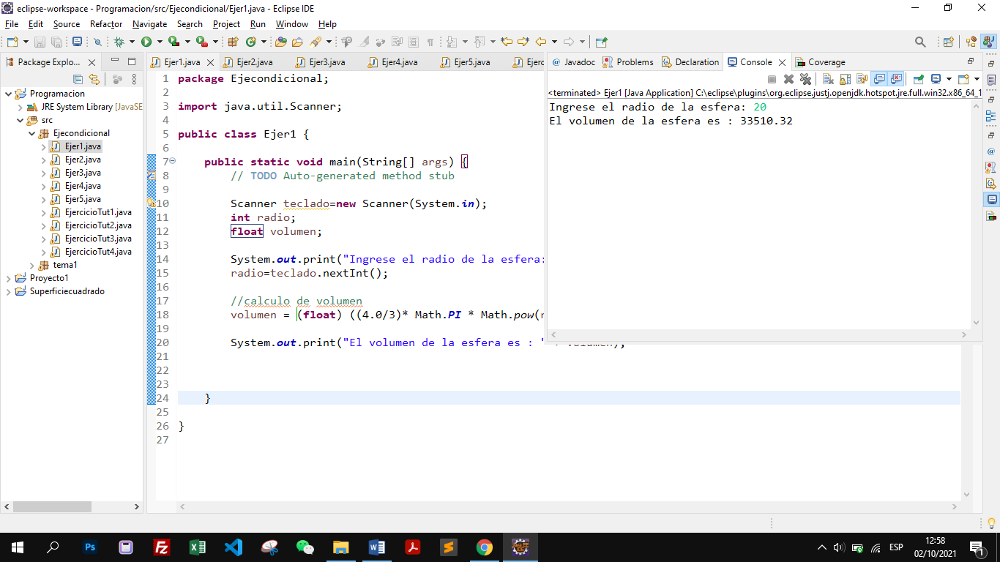 eclipse-workspace - Programacion/src/Ejecondicional/Ejer1.java - Eclipse IDE
File Edit Source Refactor Navigate Search Project Run Window Help
Package Explo...
Programacion
JRE System Library [JavaSE
src
Ejecondicional
Ejer1.java
Ejer2.java
Ejer3.java
Ejer4.java
Ejer5.java
EjercicioTut1.java
EjercicioTut2.java
EjercicioTut3.java
EjercicioTut4.java
tema1
Proyecto1
Superficiecuadrado
Ejer1.java Ejer2.java Ejer3.java Ejer4.java Ejer5.java Ejerc
1 package Ejecondicional;
2
3 import java.util.Scanner;
4
5 public class Ejer1 {
6
7 public static void main(String[] args) {
8 // TODO Auto-generated method stub
9
10 Scanner teclado=new Scanner(System.in);
11 int radio;
12 float volumen;
13
14 System.out.print("Ingrese el radio de la esfera:
15 radio=teclado.nextInt();
16
17 //calculo de volumen
18 volumen = (float) ((4.0/3)* Math.PI * Math.pow(r
19
20 System.out.print("El volumen de la esfera es : " + volumen);
21
22
23
24 }
25
26 }
27
@ Javadoc Problems Declaration Console Coverage
<terminated> Ejer1 [Java Application] C:\eclipse\plugins\org.eclipse.justj.openjdk.hotspot.jre.full.win32.x86_64_1
Ingrese el radio de la esfera: 20
El volumen de la esfera es : 33510.32
Ps
ESP
12:58
02/10/2021
1